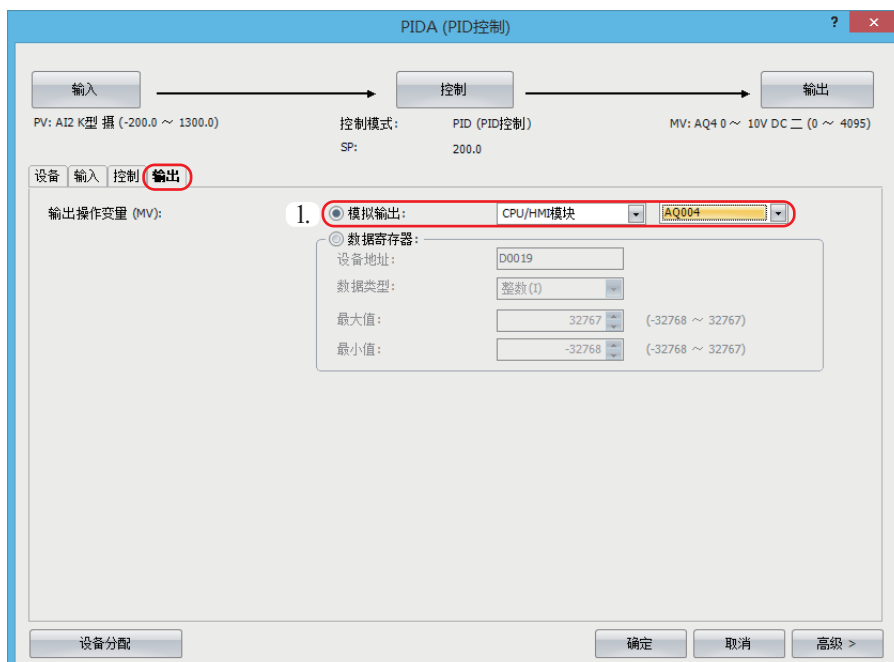 PIDA (PID控制)
?
输入 控制 输出
PV: AI2 K型 摄 (-200.0 ～ 1300.0) 控制模式: PID (PID控制) MV: AQ4 0 ～ 10V DC 二 (0 ～ 4095)
SP: 200.0
设备 输入 控制 输出
输出操作变量 (MV): 1. 模拟输出: CPU/HMI模块 AQ004
数据寄存器:
设备地址: D0019
数据类型: 整数(I)
最大值: 32767 (-32768 ～ 32767)
最小值: -32768 (-32768 ～ 32767)
设备分配 确定 取消 高级 >